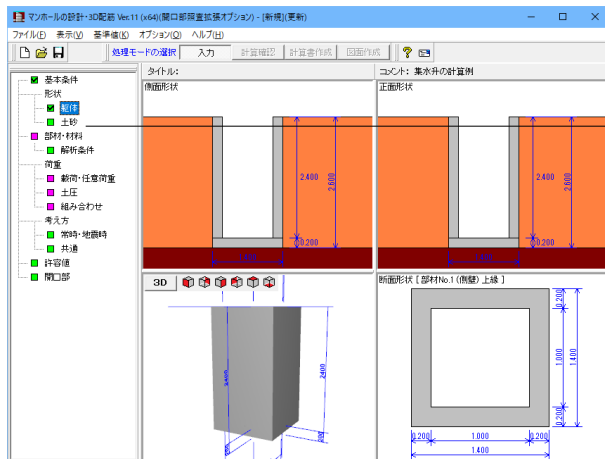 マンホールの設計・3D配筋 Ver.11 (x64)(開口部照査拡張オプション) - [新規](更新)
ファイル(F) 表示(V) 基準値(K) オプション(O) ヘルプ(H)
処理モードの選択 入力 計算確認 計算書作成 図面作成
基本条件
形状
躯体
土砂
部材・材料
解析条件
荷重
載荷・任意荷重
土圧
組み合わせ
考え方
常時・地震時
共通
許容値
開口部
タイトル:
コメント: 集水升の計算例
側面形状
2.400
2.600
0.200
1.400
正面形状
2.400
2.600
0.200
1.400
3D
2400
2400
200
200
断面形状 [ 部材No.1 (側壁) 上縁 ]
0.200
1.000
1.400
0.200
0.200 1.000 0.200
1.400